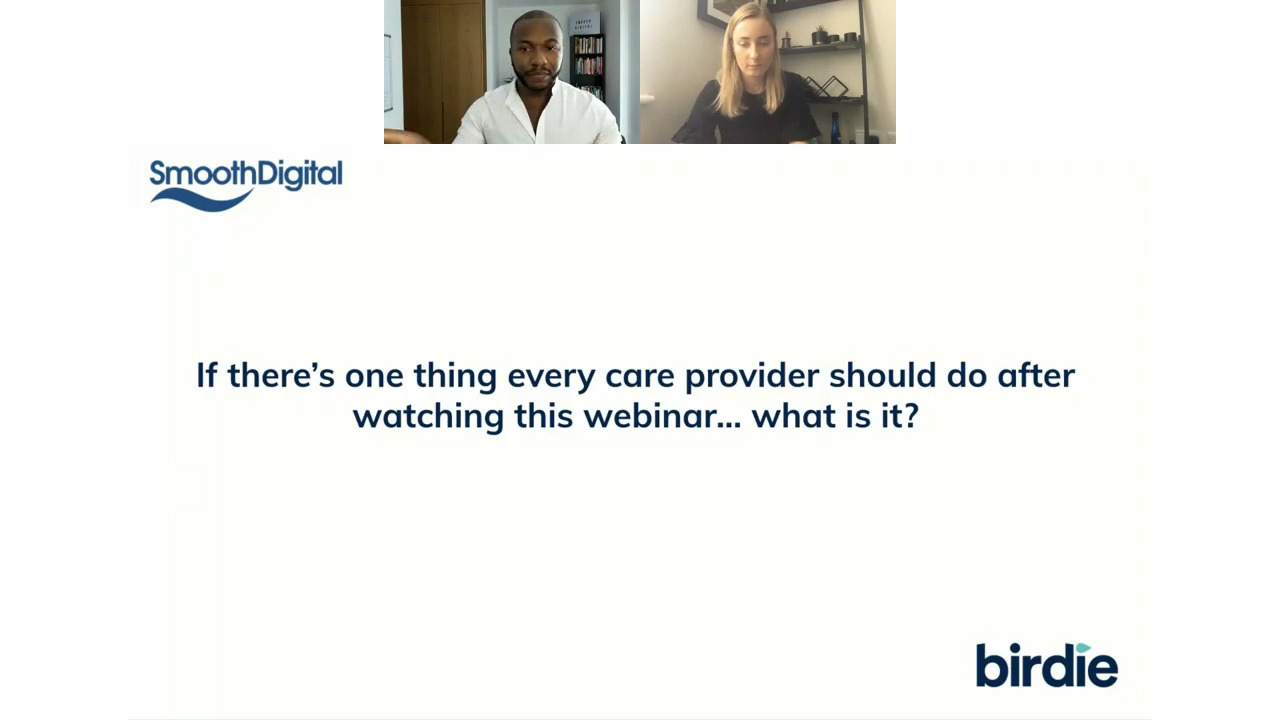 SmoothDigital
If there's one thing every care provider should do after
watching this webinar... what is it?
birdie